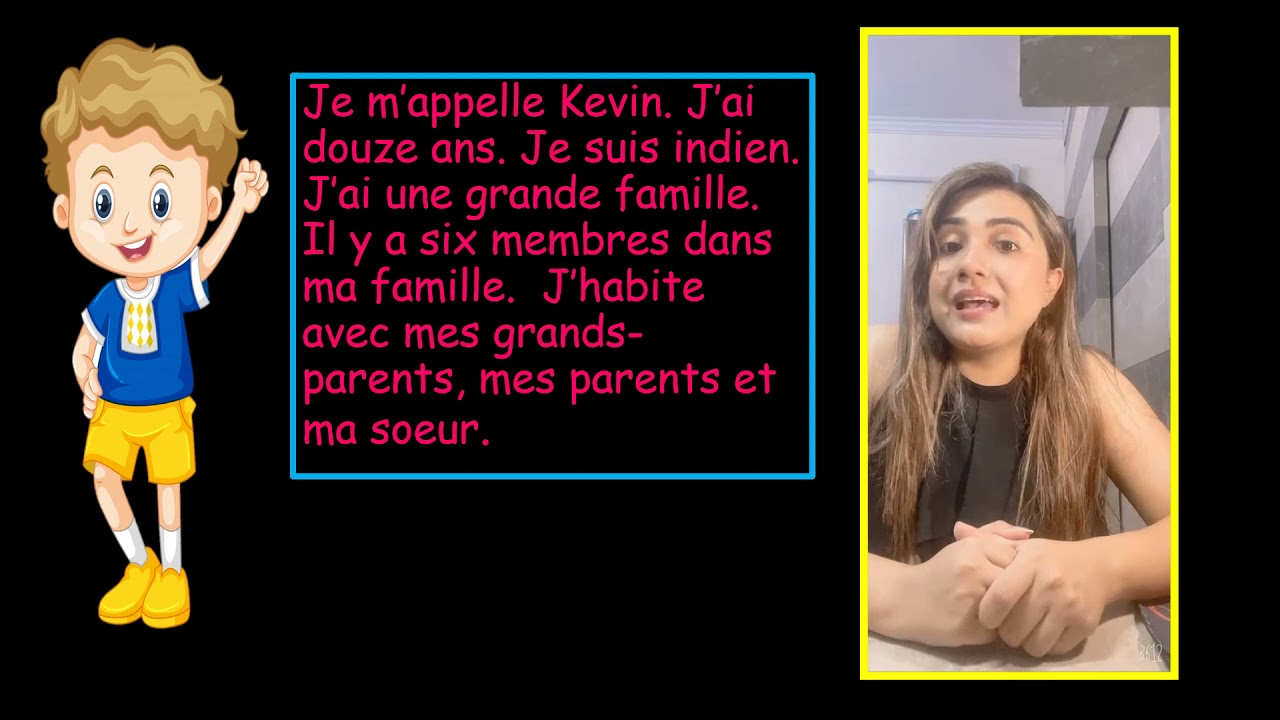 Je m’appelle Kevin. J’ai
douze ans. Je suis indien.
J’ai une grande famille.
Il y a six membres dans
ma famille.  J’habite
avec mes grands-
parents, mes parents et
ma soeur.
B612